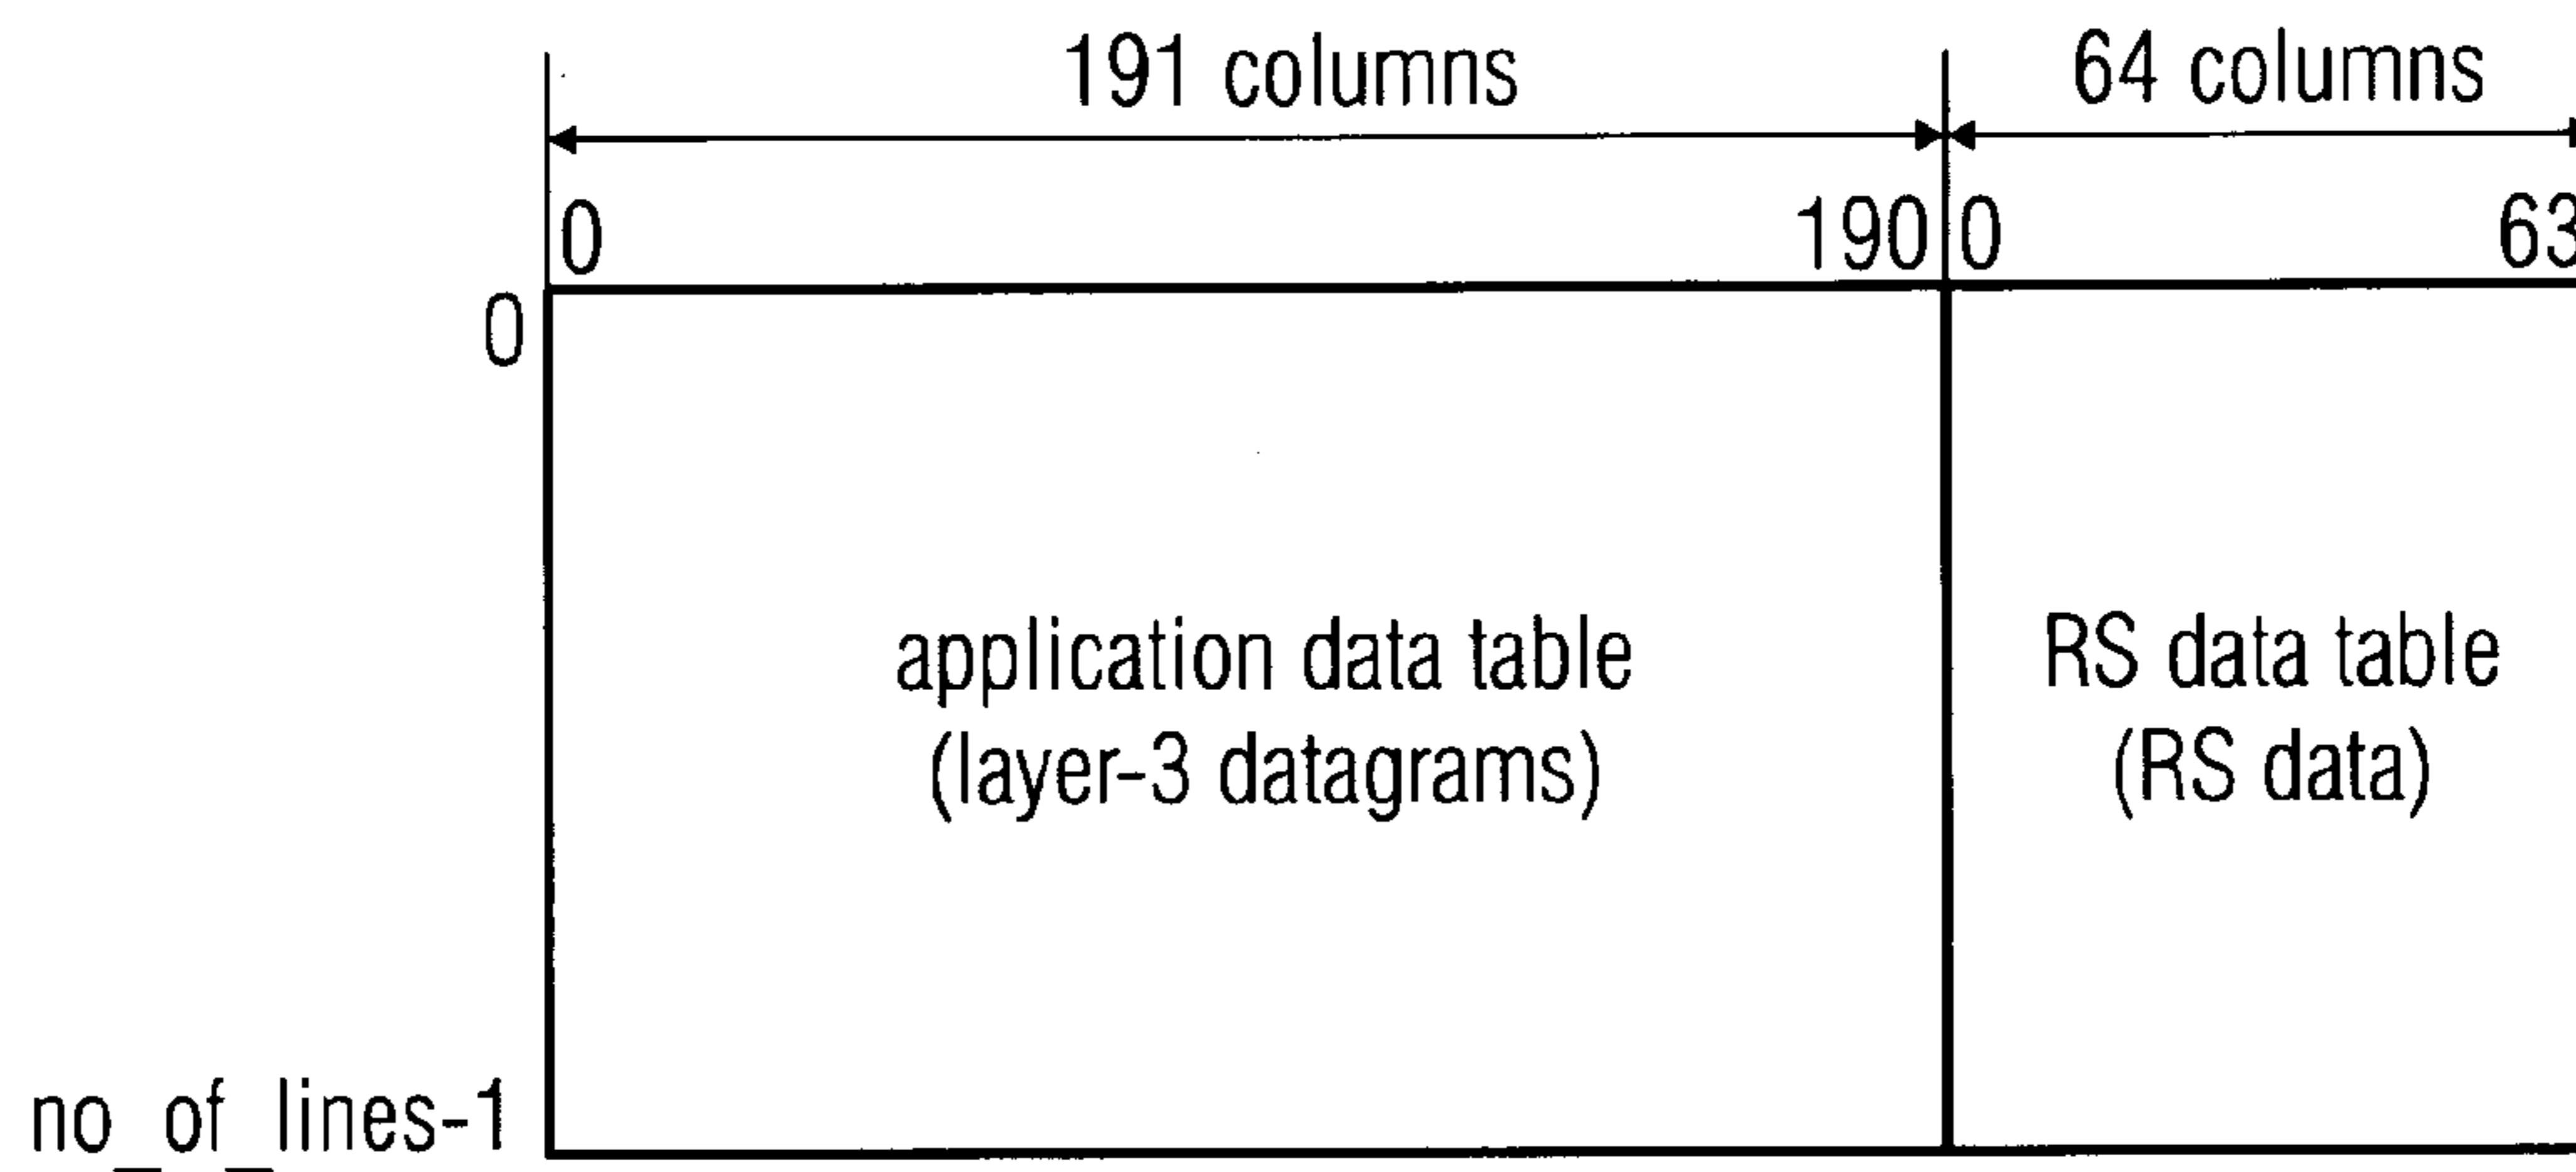 191 columns
64 columns
0
190
0
63
0
application data table
(layer-3 datagrams)
RS data table
(RS data)
no_of_lines-1